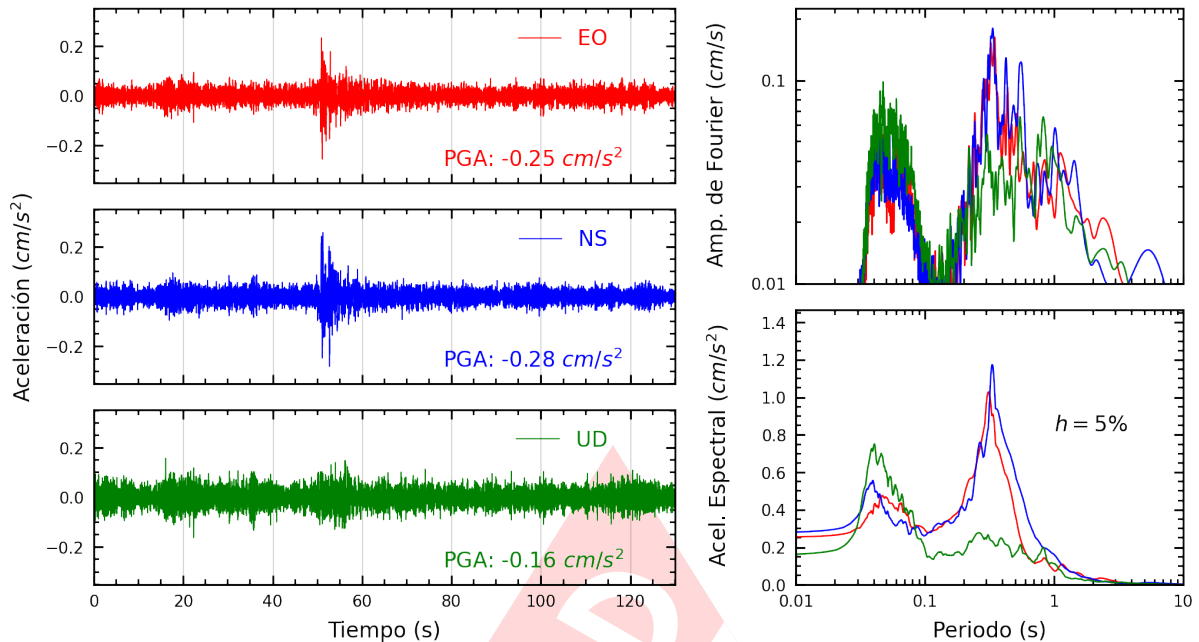 Aceleración (cm/s²)
0.2
0.0
−0.2
EO
PGA: -0.25 cm/s²
0.2
0.0
−0.2
NS
PGA: -0.28 cm/s²
0.2
0.0
−0.2
UD
PGA: -0.16 cm/s²
0 20 40 60 80 100 120
Tiempo (s)
Amp. de Fourier (cm/s)
0.1
0.01
Acel. Espectral (cm/s²)
1.4
1.2
1.0
0.8
0.6
0.4
0.2
0.0
h = 5%
0.01 0.1 1 10
Periodo (s)